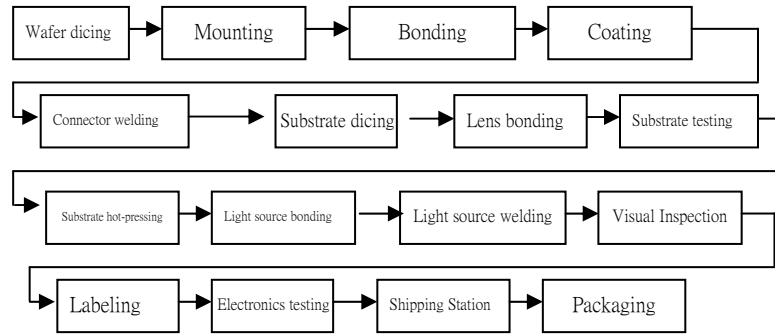 Wafer dicing
Mounting
Bonding
Coating
Connector welding
Substrate dicing
Lens bonding
Substrate testing
Substrate hot-pressing
Light source bonding
Light source welding
Visual Inspection
Labeling
Electronics testing
Shipping Station
Packaging